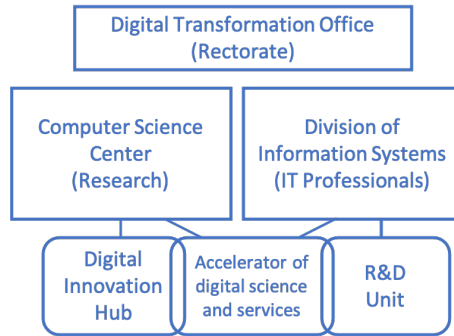 Digital Transformation Office
(Rectorate)
Computer Science
Center
(Research)
Division of
Information Systems
(IT Professionals)
Digital
Innovation
Hub
Accelerator of
digital science
and services
R&D
Unit